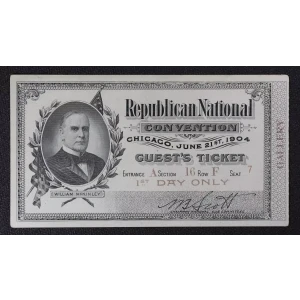 Republican National
CONVENTION
CHICAGO, JUNE 21ST, 1904
GUEST'S TICKET
ENTRANCE A SECTION 16 ROW F SEAT 7
1ST DAY ONLY
GALLERY
WILLIAM McKINLEY